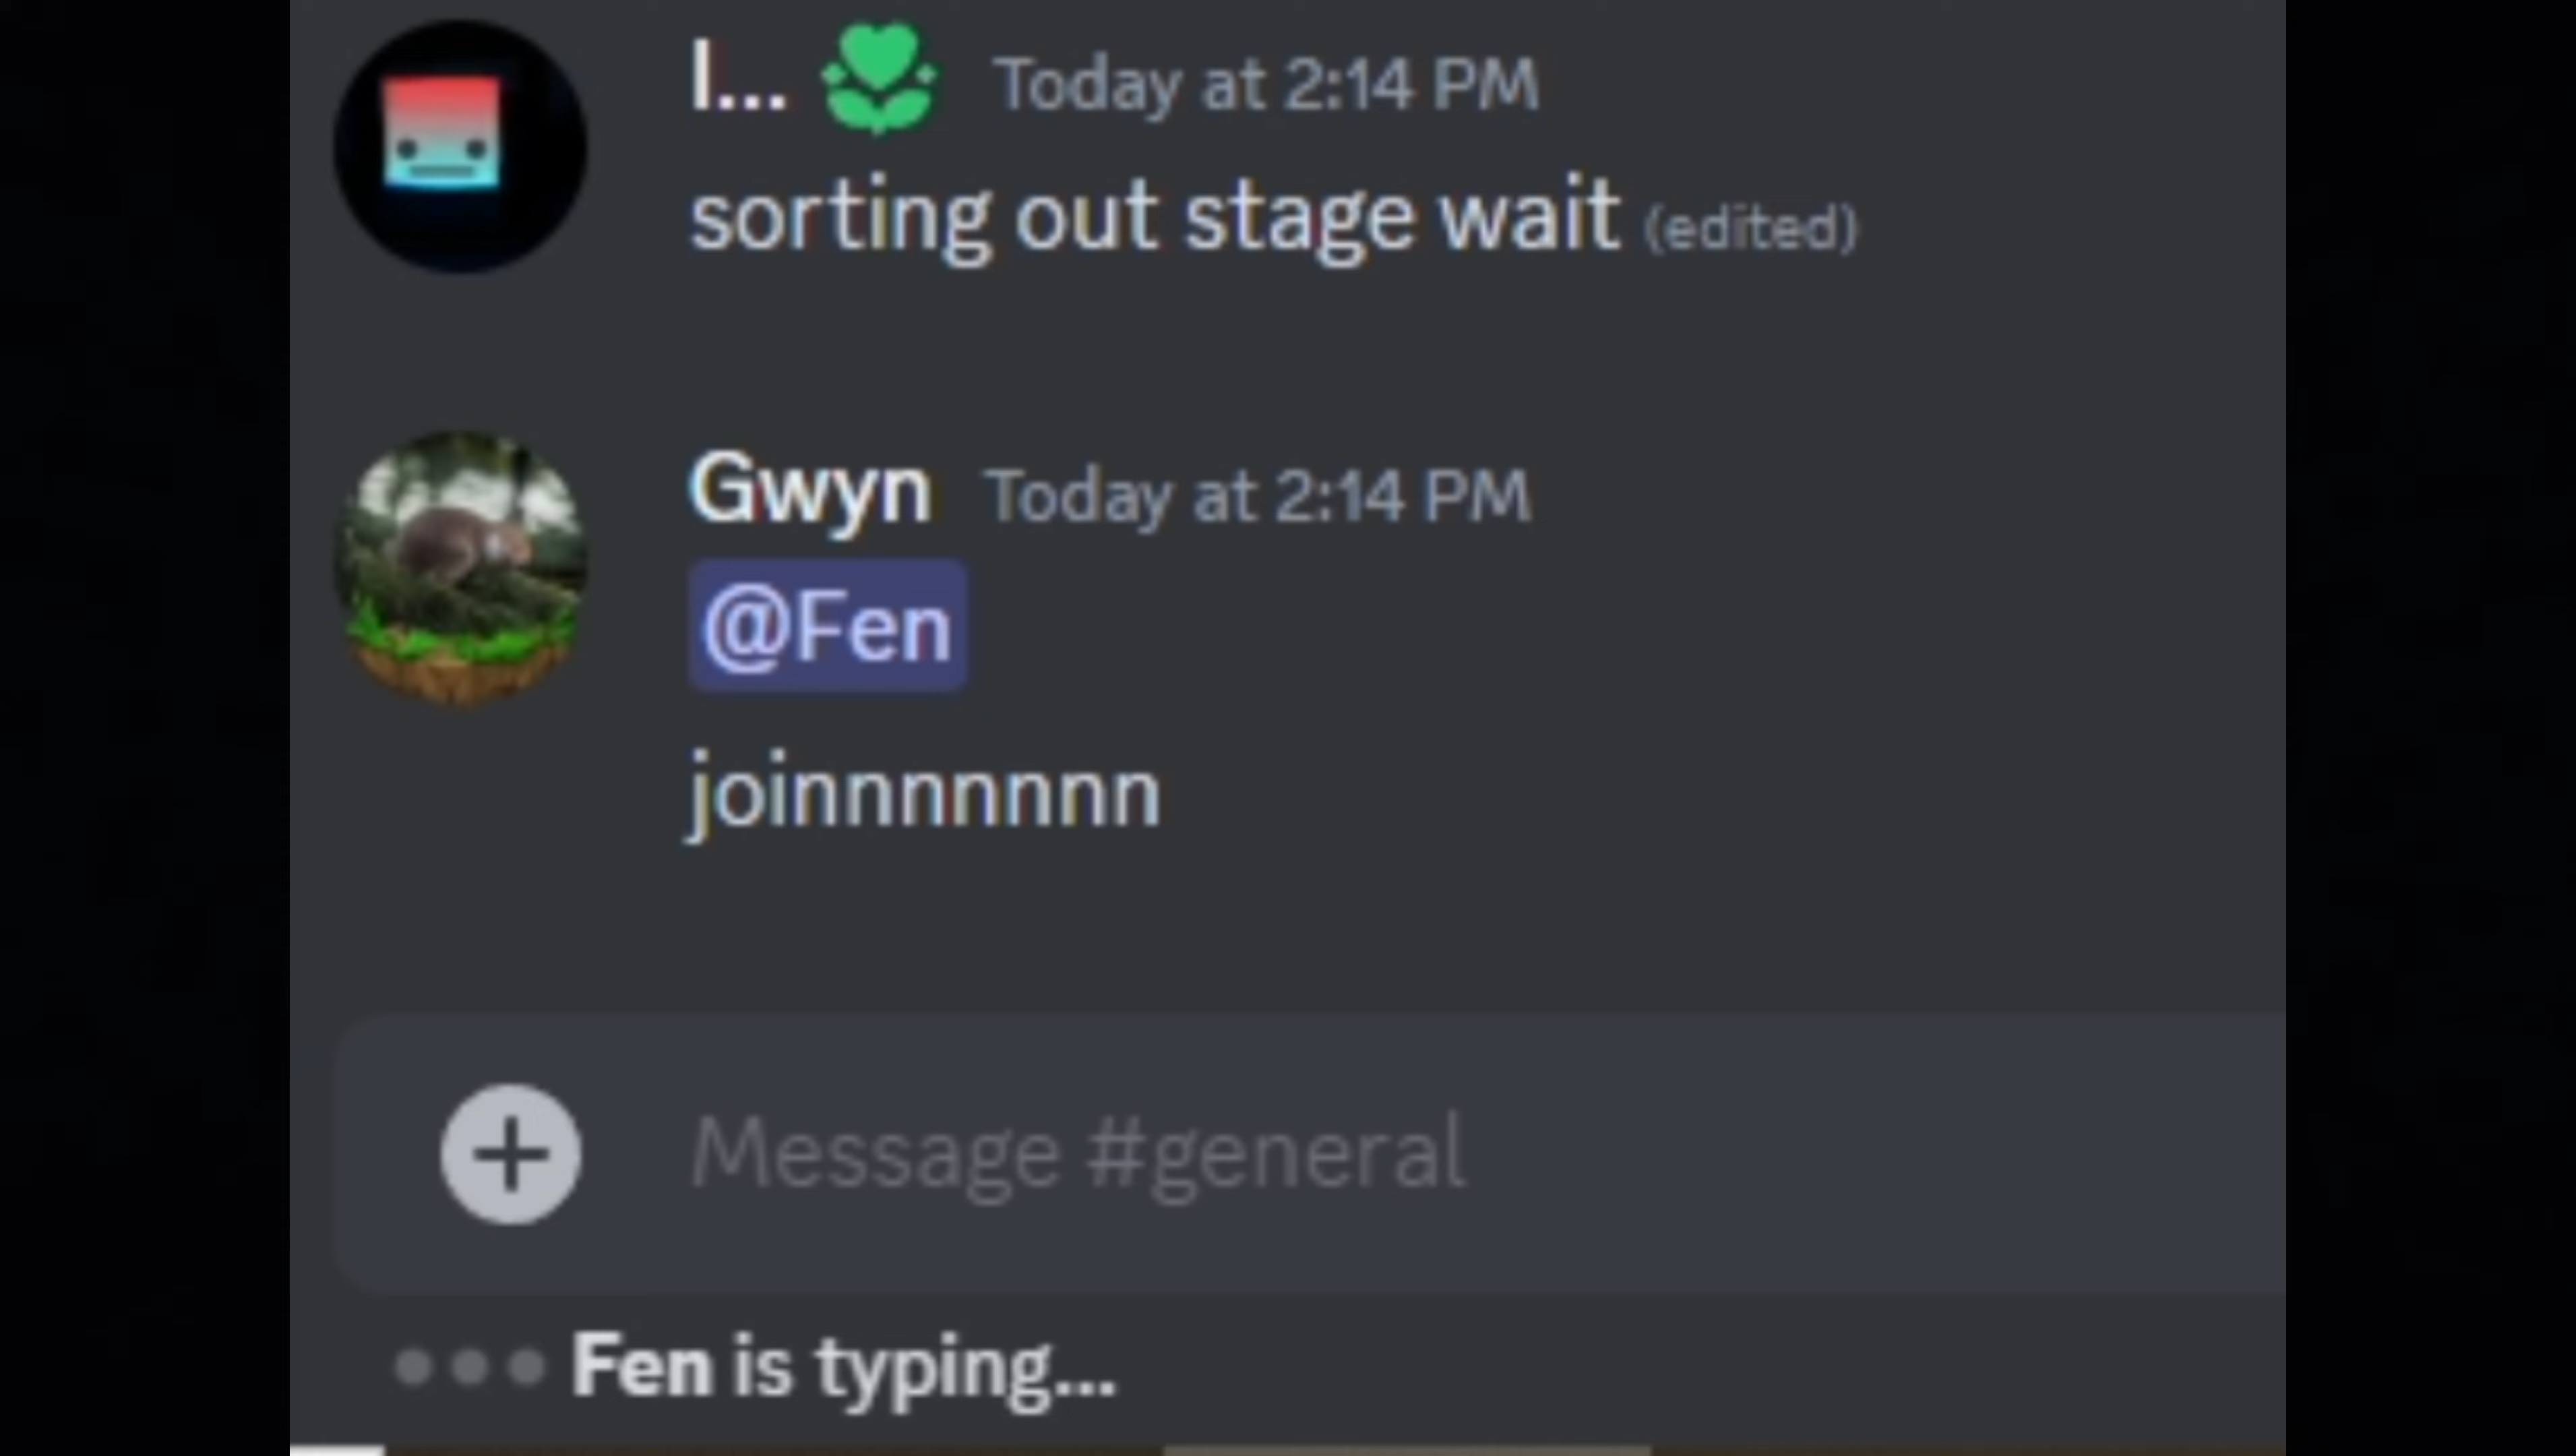 I... Today at 2:14 PM
sorting out stage wait (edited)
Gwyn Today at 2:14 PM
@Fen
joinnnnnnn
Message #general
Fen is typing...